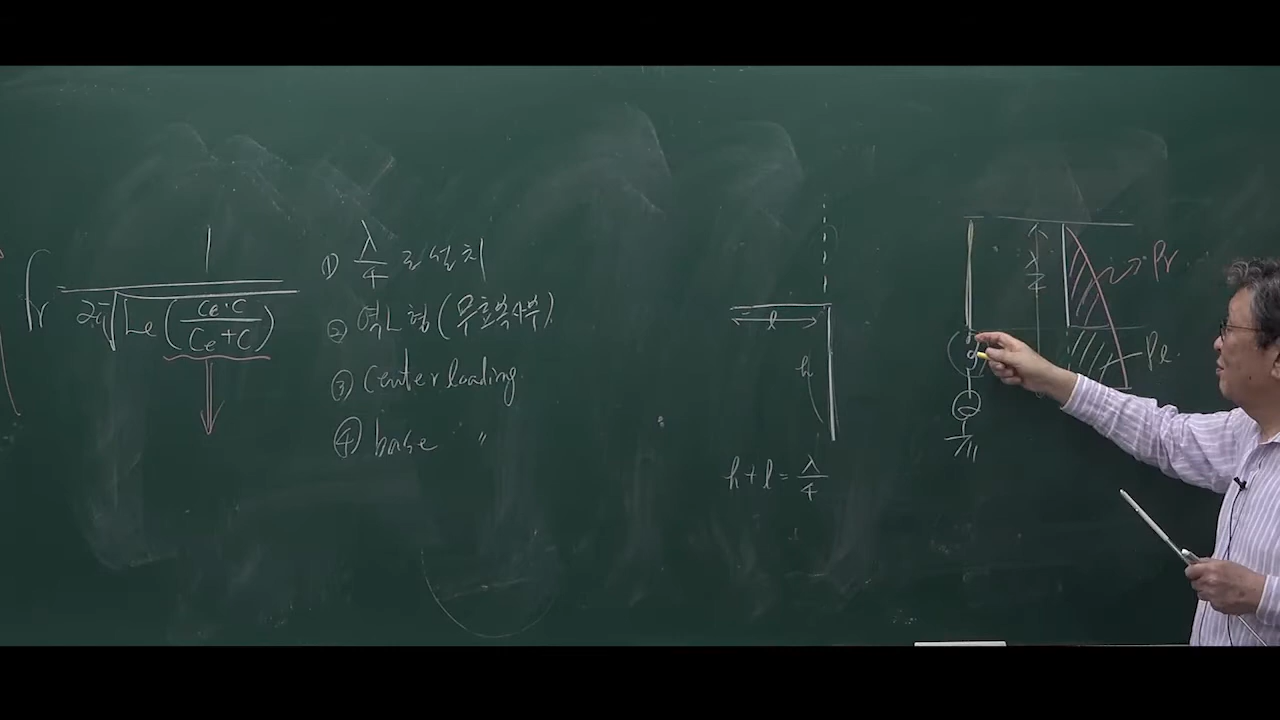 fr
1
2π√Le(Ce·C/Ce+C)
① λ/4로 설치
② 역L형(무효복사부)
③ Center loading.
④ base 〃
l
h
h+l=λ/4
λ/4
Pr
Pl.